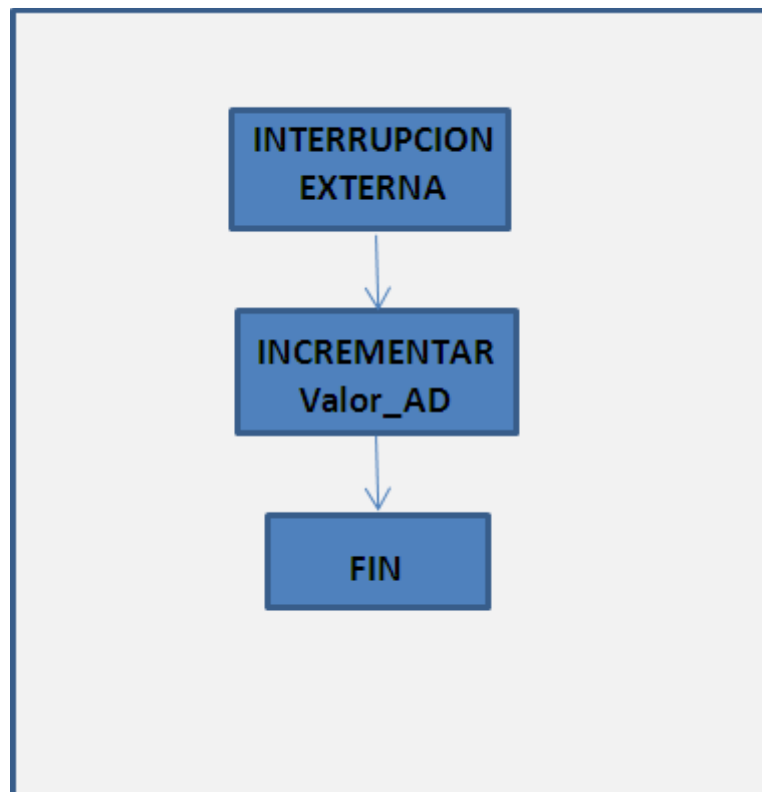 INTERRUPCION
EXTERNA
INCREMENTAR
Valor_AD
FIN